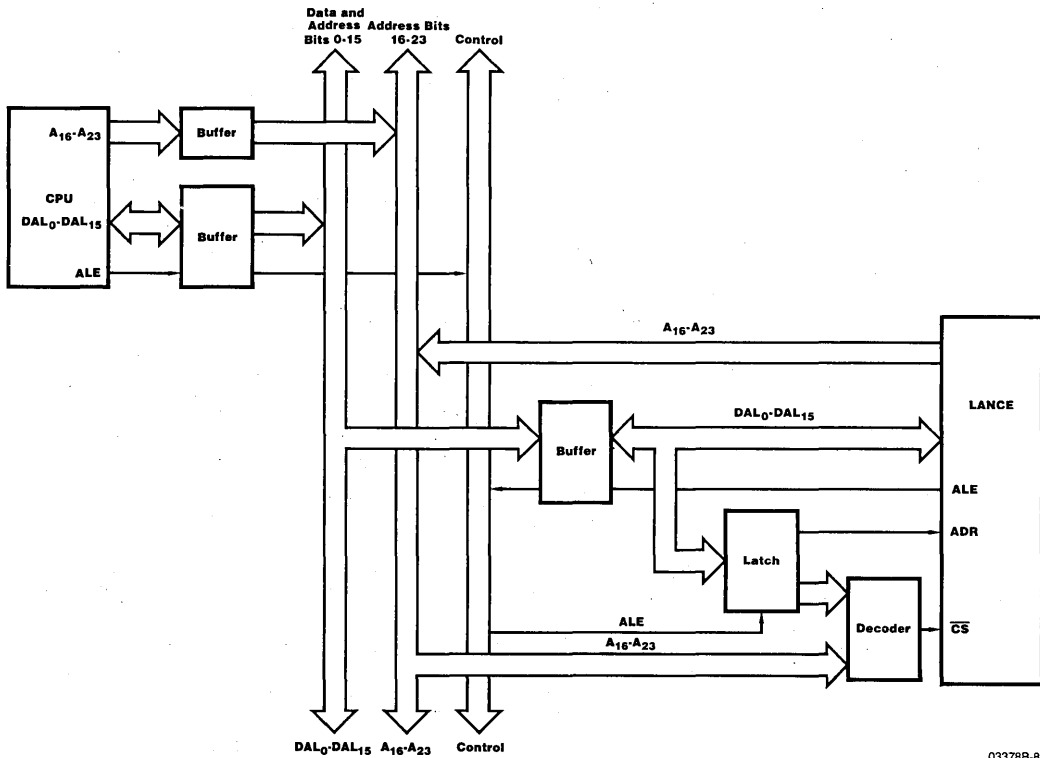 Data and
Address
Bits 0-15
Address Bits
16-23
Control
A16-A23
Buffer
CPU
DAL0-DAL15
Buffer
ALE
A16-A23
LANCE
DAL0-DAL15
Buffer
ALE
ADR
Latch
ALE
A16-A23
Decoder
CS
DAL0-DAL15
A16-A23
Control
03378B-8